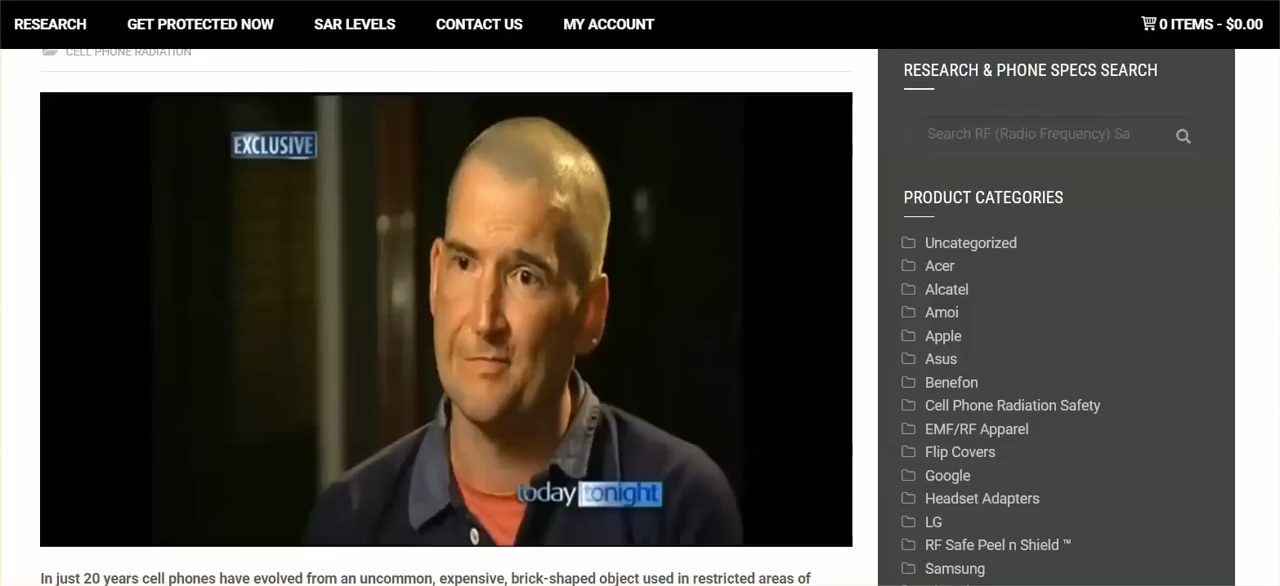 RESEARCH
GET PROTECTED NOW
SAR LEVELS
CONTACT US
MY ACCOUNT
0 ITEMS - $0.00
CELL PHONE RADIATION
EXCLUSIVE
today tonight
In just 20 years cell phones have evolved from an uncommon, expensive, brick-shaped object used in restricted areas of
RESEARCH & PHONE SPECS SEARCH
Search RF (Radio Frequency) Sa
PRODUCT CATEGORIES
Uncategorized
Acer
Alcatel
Amoi
Apple
Asus
Benefon
Cell Phone Radiation Safety
EMF/RF Apparel
Flip Covers
Google
Headset Adapters
LG
RF Safe Peel n Shield ™
Samsung